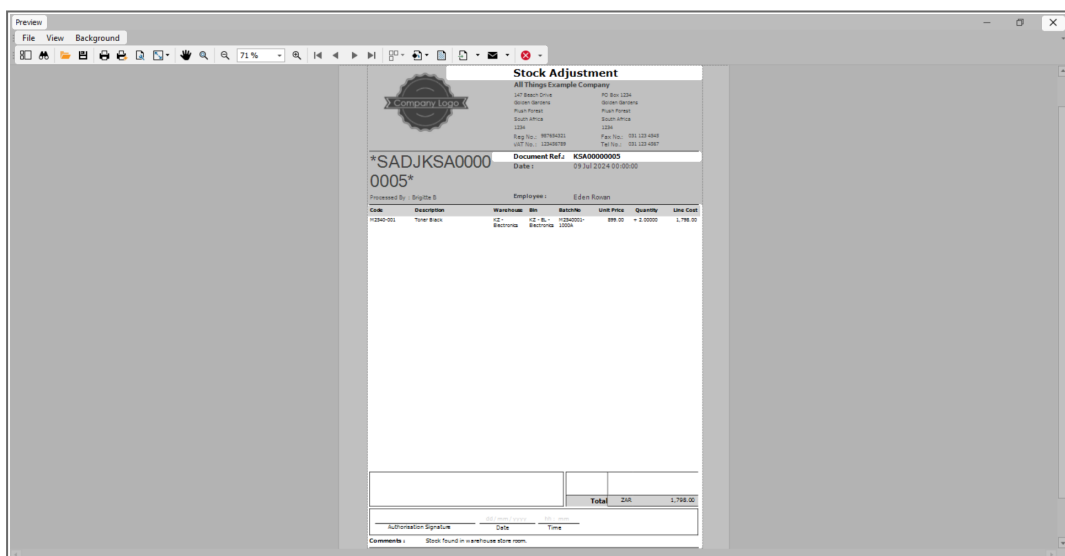 Preview
File View Background
71 %
Stock Adjustment
Company Logo
All Things Example Company
147 Beach Drive PO Box 1234
Golden Gardens Golden Gardens
Plush Forest Plush Forest
South Africa South Africa
1234 1234
Reg No.: 987654321 Fax No.: 031 123 4343
VAT No.: 123456789 Tel No.: 031 123 4567
*SADJKSA0000
0005*
Document Ref.: KSA00000005
Date : 09 Jul 2024 00:00:00
Processed By : Brigitte B Employee : Eden Rowan
Code Description Warehouse Bin BatchNo Unit Price Quantity Line Cost
M2540-001 Toner Black KZ - Electronics KZ - EL - Electronics M2540001-1000A 899.00 + 2.00000 1,798.00
Total ZAR 1,798.00
Authorisation Signature Date Time
Comments : Stock found in warehouse store room.